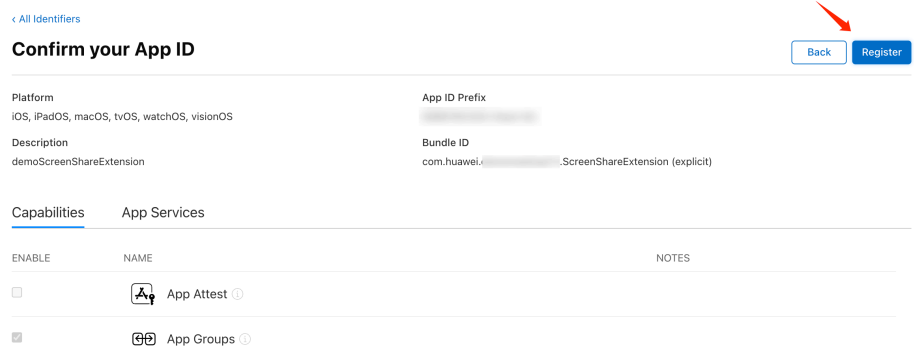 ‹ All Identifiers
Confirm your App ID
Back
Register
Platform
App ID Prefix
iOS, iPadOS, macOS, tvOS, watchOS, visionOS
Description
Bundle ID
demoScreenShareExtension
com.huawei. .ScreenShareExtension (explicit)
Capabilities
App Services
ENABLE
NAME
NOTES
App Attest
App Groups